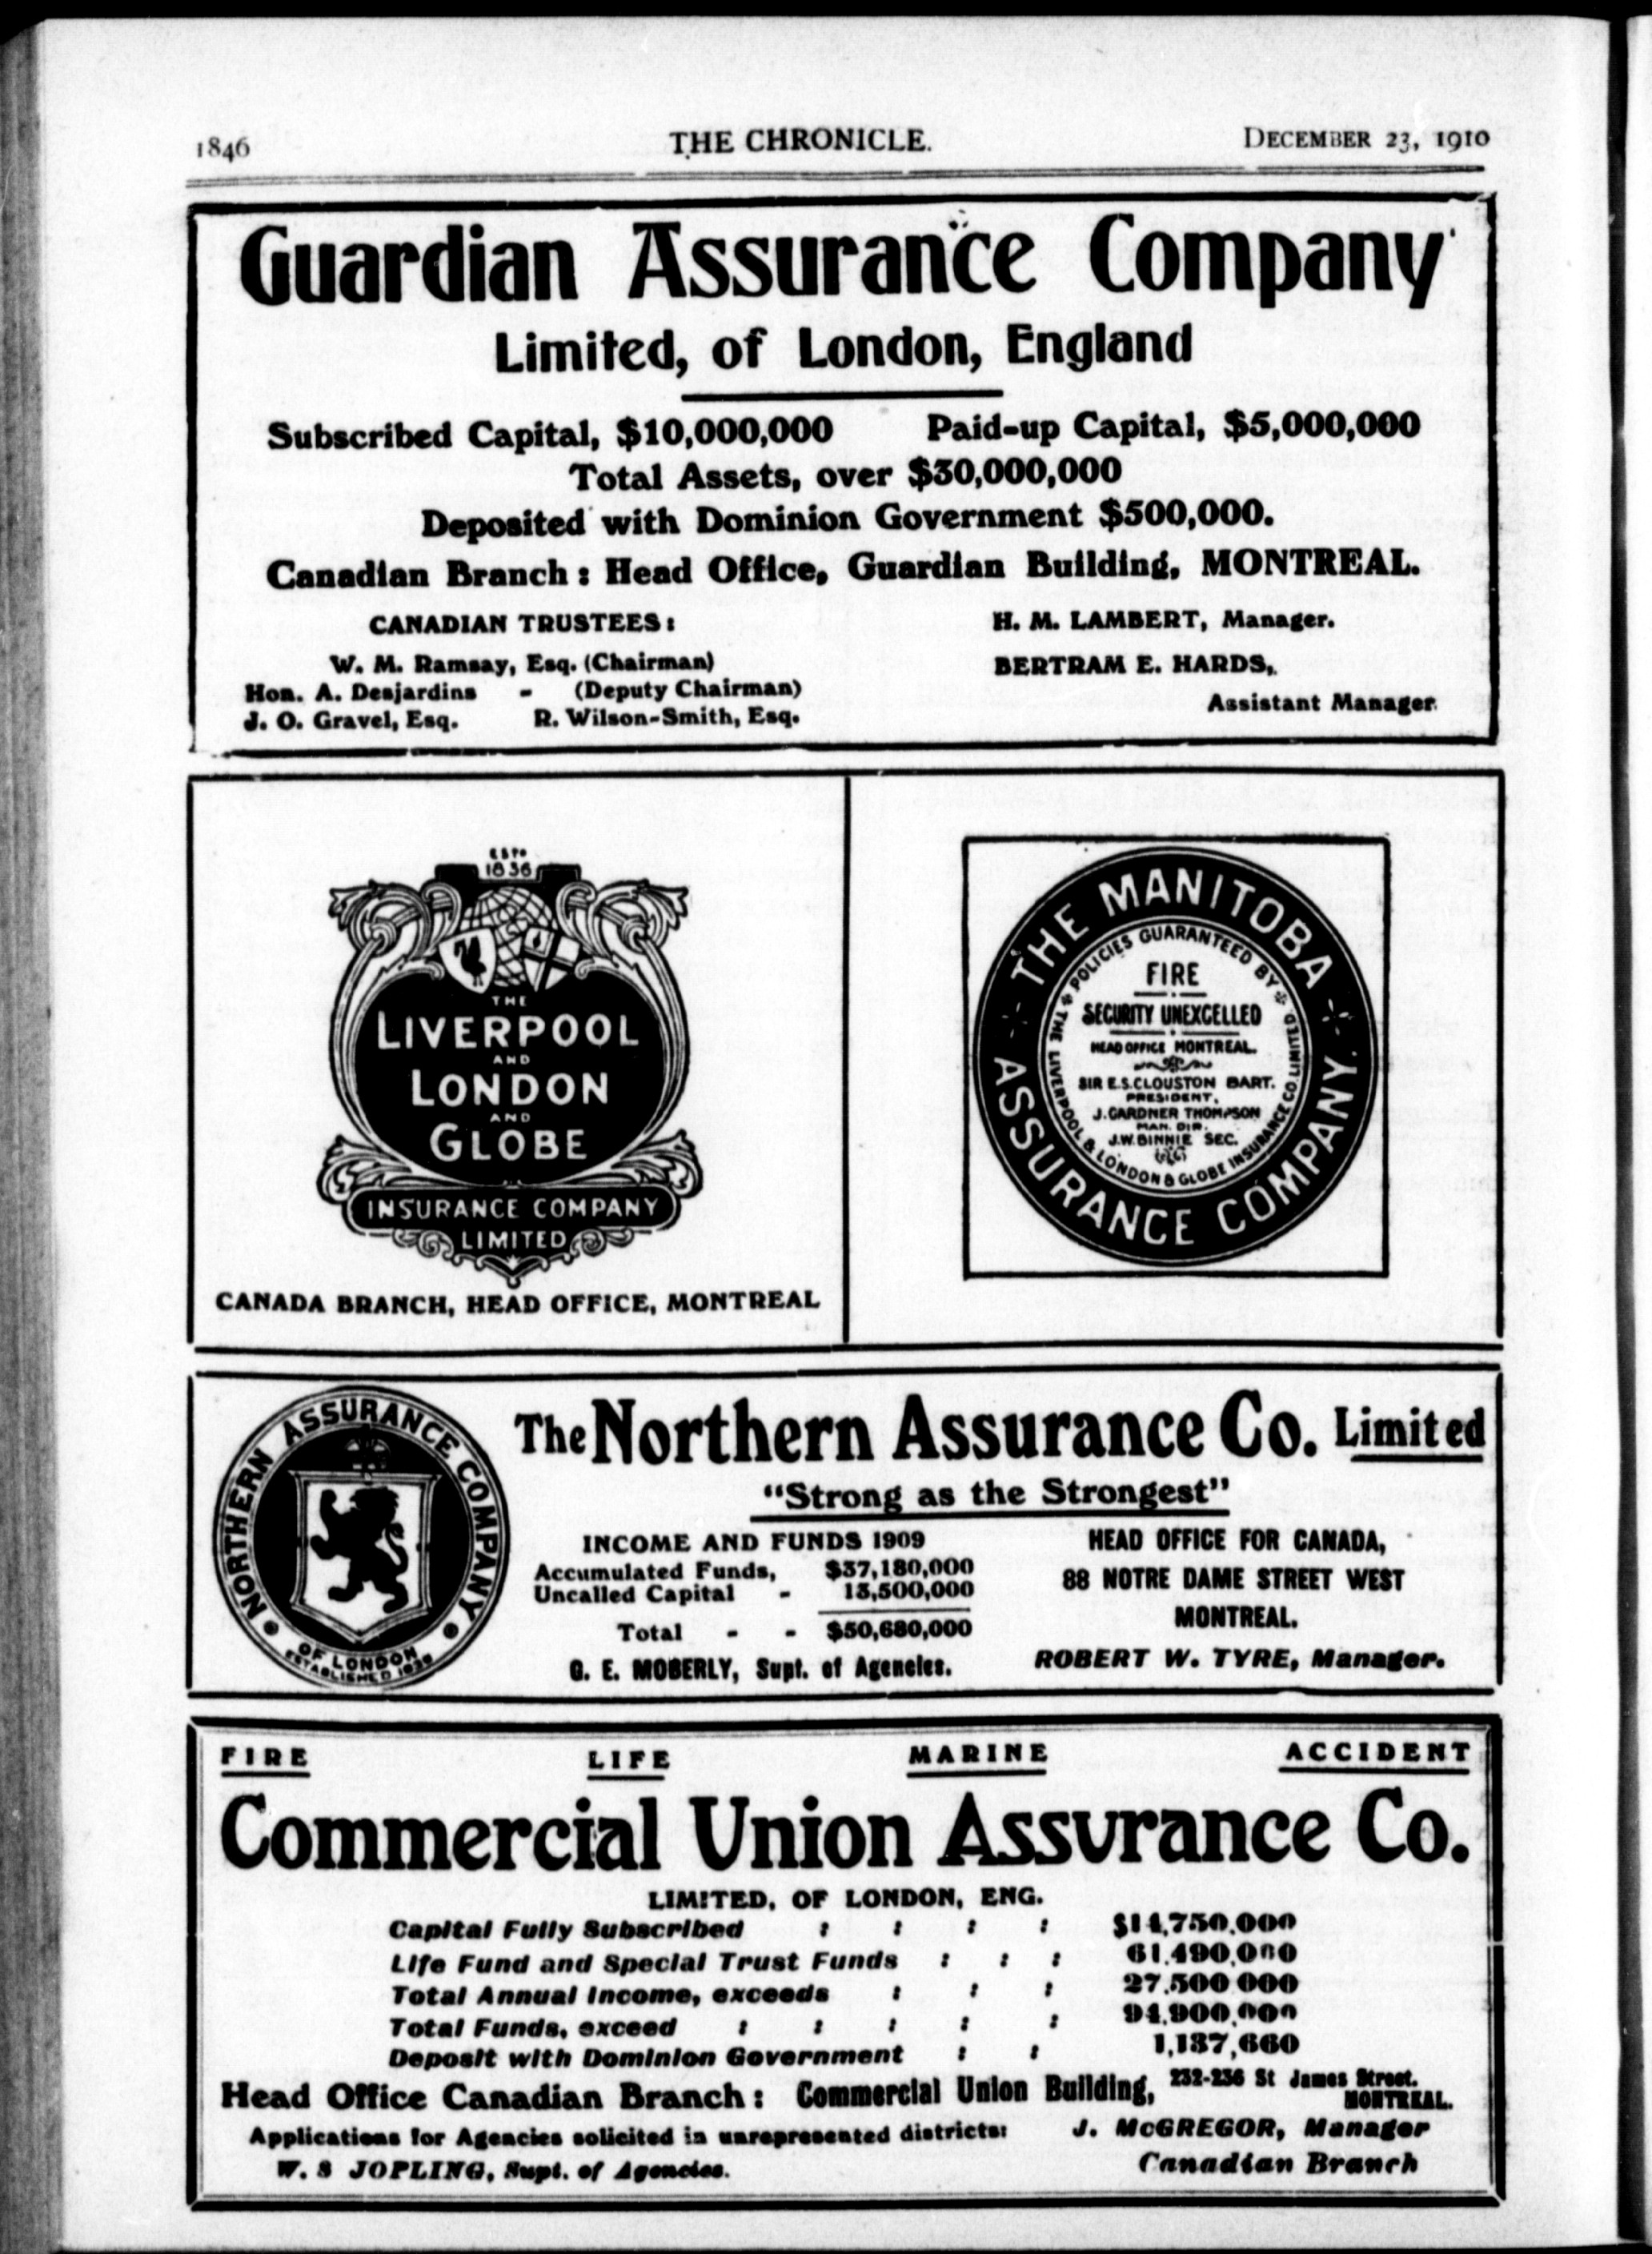 1846 THE CHRONICLE. DECEMBER 23, 1910
Guardian Assurance Company
Limited, of London, England
Subscribed Capital, $10,000,000 Paid-up Capital, $5,000,000
Total Assets, over $30,000,000
Deposited with Dominion Government $500,000.
Canadian Branch: Head Office, Guardian Building, MONTREAL.
CANADIAN TRUSTEES:
W. M. Ramsay, Esq. (Chairman)
Hon. A. Desjardins - (Deputy Chairman)
J. O. Gravel, Esq. R. Wilson-Smith, Esq.
H. M. LAMBERT, Manager.
BERTRAM E. HARDS,
Assistant Manager.
ESTD
1836
THE
LIVERPOOL
AND
LONDON
AND
GLOBE
INSURANCE COMPANY
LIMITED
CANADA BRANCH, HEAD OFFICE, MONTREAL
THE MANITOBA
ASSURANCE COMPANY.
POLICIES GUARANTEED BY
THE LIVERPOOL & LONDON & GLOBE INSURANCE CO. LIMITED
FIRE
SECURITY UNEXCELLED
HEAD OFFICE MONTREAL.
SIR E.S.CLOUSTON BART.
PRESIDENT,
J.GARDNER THOMPSON
MAN. DIR.
J.W.BINNIE SEC.
NORTHERN ASSURANCE COMPANY
OF LONDON
ESTABLISHED 1836
The Northern Assurance Co. Limited
"Strong as the Strongest"
INCOME AND FUNDS 1909
Accumulated Funds, $37,180,000
Uncalled Capital - 13,500,000
Total - - $50,680,000
G. E. MOBERLY, Supt. of Agencies.
HEAD OFFICE FOR CANADA,
88 NOTRE DAME STREET WEST
MONTREAL.
ROBERT W. TYRE, Manager.
FIRE LIFE MARINE ACCIDENT
Commercial Union Assurance Co.
LIMITED, OF LONDON, ENG.
Capital Fully Subscribed : : : : $14,750,000
Life Fund and Special Trust Funds : : : 61,490,000
Total Annual Income, exceeds : : : 27,500,000
Total Funds, exceed : : : : : 94,900,000
Deposit with Dominion Government : : 1,137,660
Head Office Canadian Branch: Commercial Union Building, 232-236 St James Street.
MONTREAL.
Applications for Agencies solicited in unrepresented districts: J. McGREGOR, Manager
W. S JOPLING, Supt. of Agencies. Canadian Branch